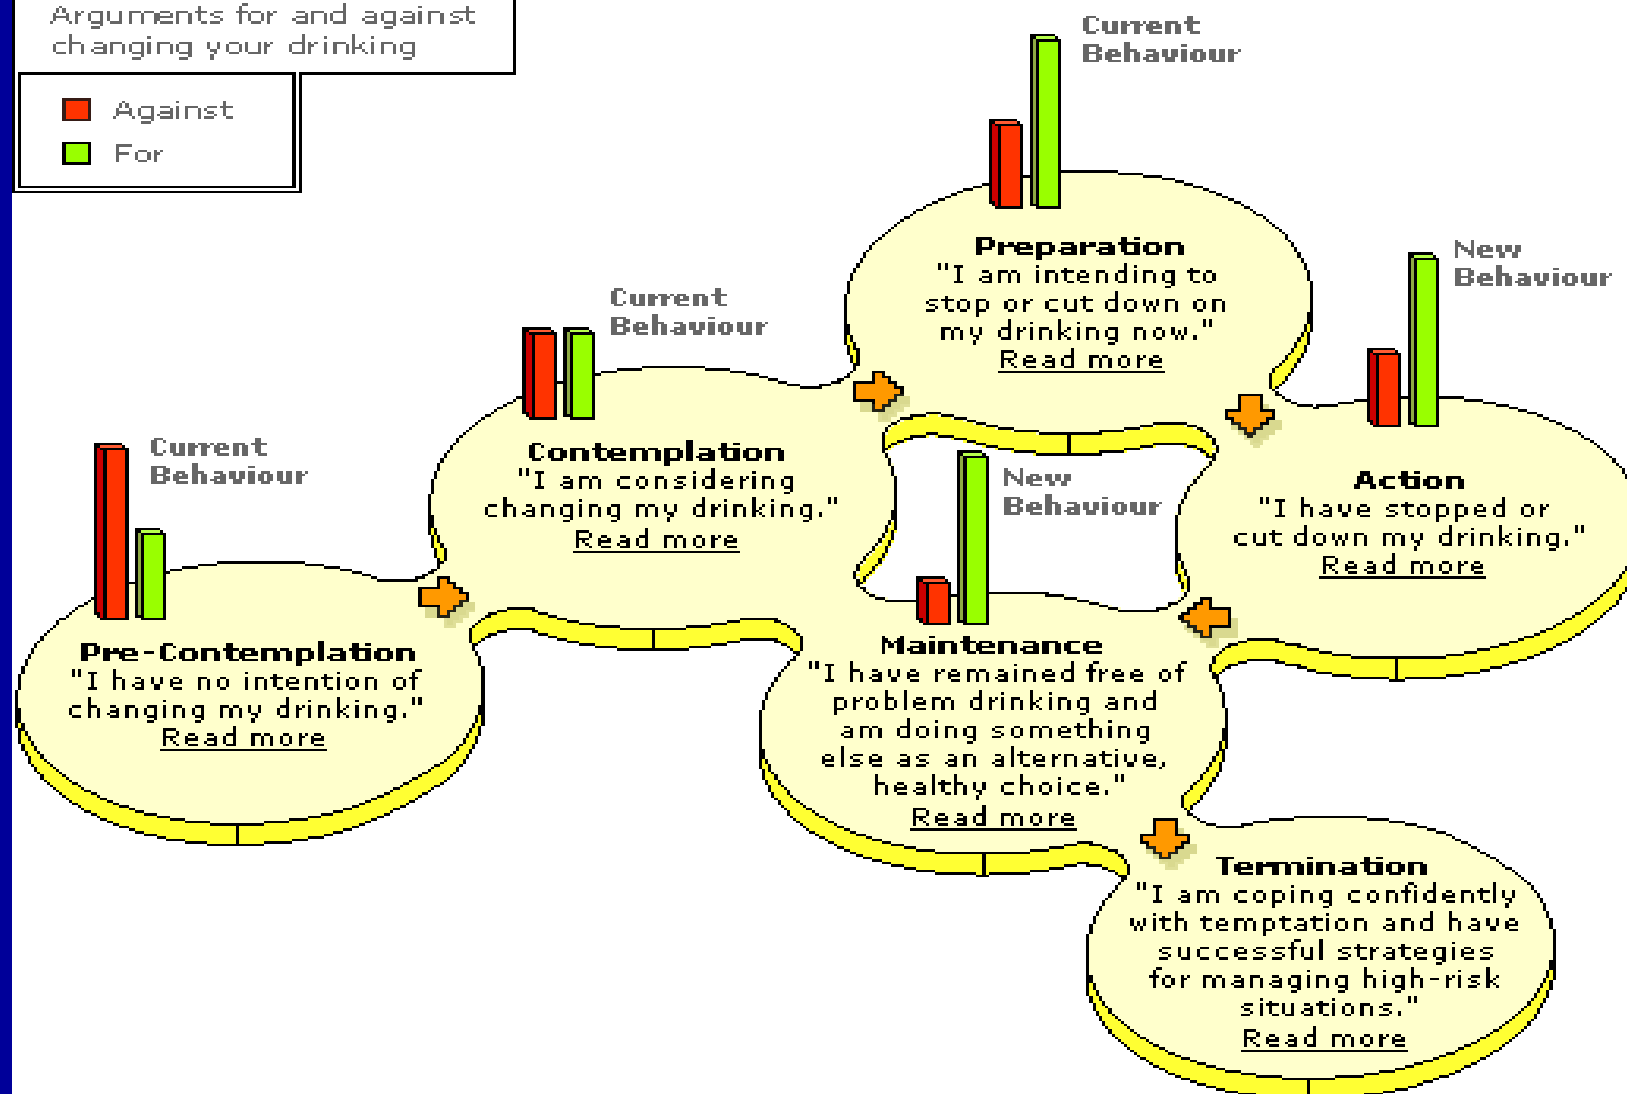 Arguments for and against
changing your drinking
Against
For
Current
Behaviour
Pre-Contemplation
"I have no intention of
changing my drinking."
Read more
Current
Behaviour
Contemplation
"I am considering
changing my drinking."
Read more
Current
Behaviour
Preparation
"I am intending to
stop or cut down on
my drinking now."
Read more
New
Behaviour
Action
"I have stopped or
cut down my drinking."
Read more
New
Behaviour
Maintenance
"I have remained free of
problem drinking and
am doing something
else as an alternative,
healthy choice."
Read more
Termination
"I am coping confidently
with temptation and have
successful strategies
for managing high-risk
situations."
Read more